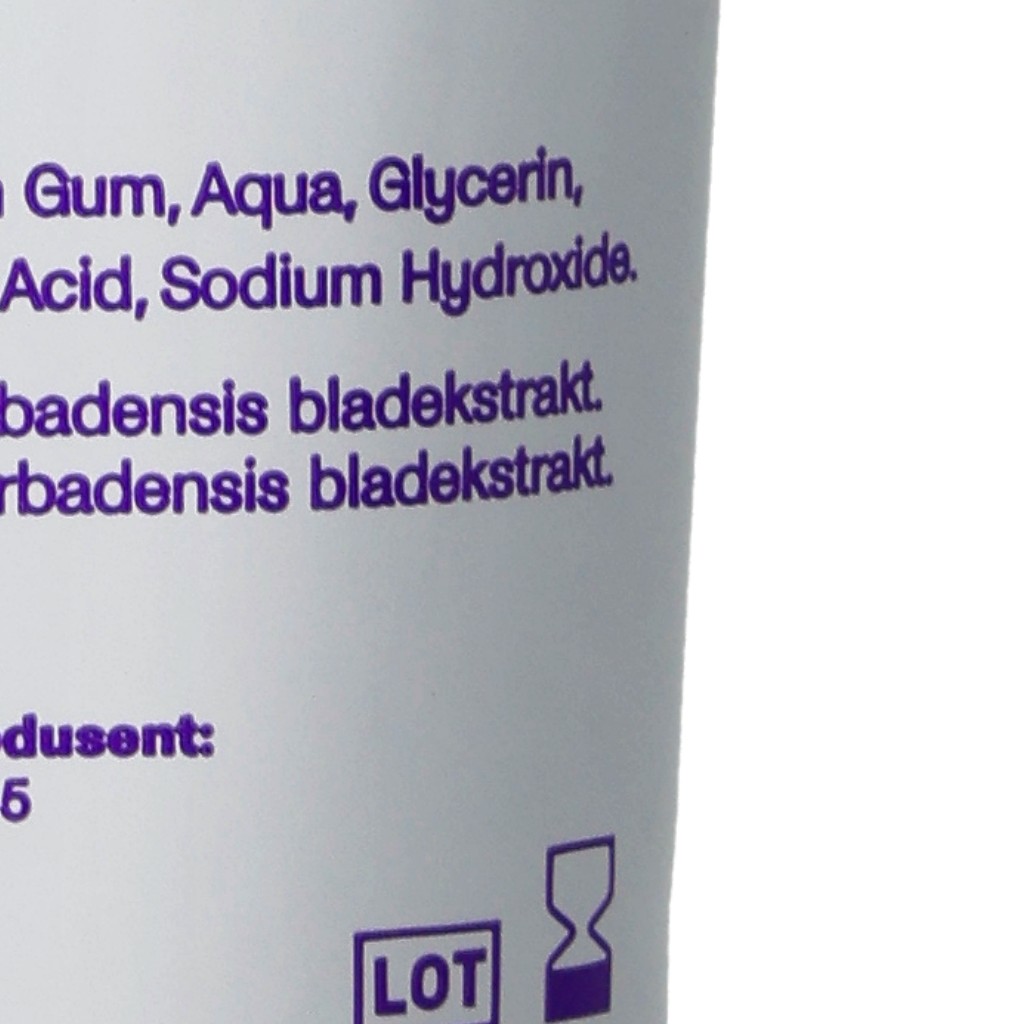 Gum, Aqua, Glycerin,
Acid, Sodium Hydroxide.
badensis bladekstrakt.
rbadensis bladekstrakt.
dusent:
5
LOT